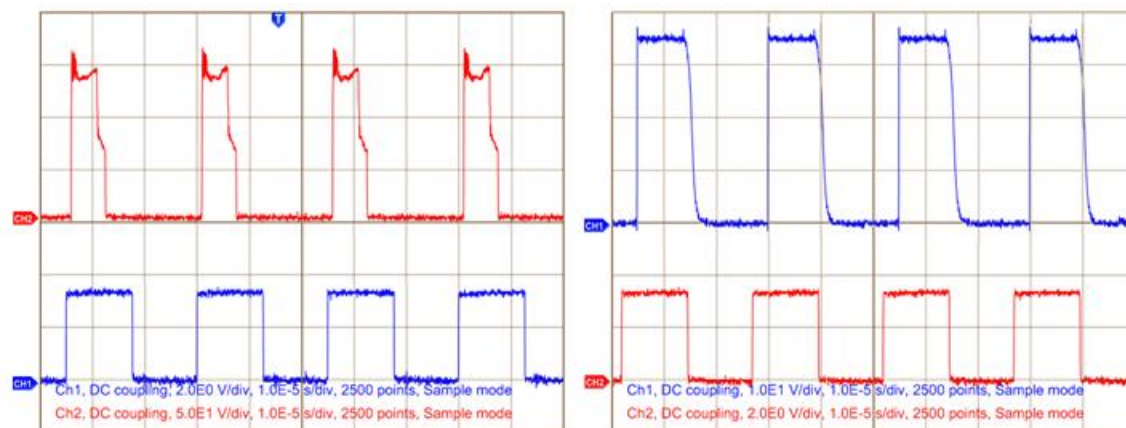 T
CH2
CH1
Ch1, DC coupling, 2.0E0 V/div, 1.0E-5 s/div, 2500 points, Sample mode
Ch2, DC coupling, 5.0E1 V/div, 1.0E-5 s/div, 2500 points, Sample mode
CH1
CH2
Ch1, DC coupling, 1.0E1 V/div, 1.0E-5 s/div, 2500 points, Sample mode
Ch2, DC coupling, 2.0E0 V/div, 1.0E-5 s/div, 2500 points, Sample mode